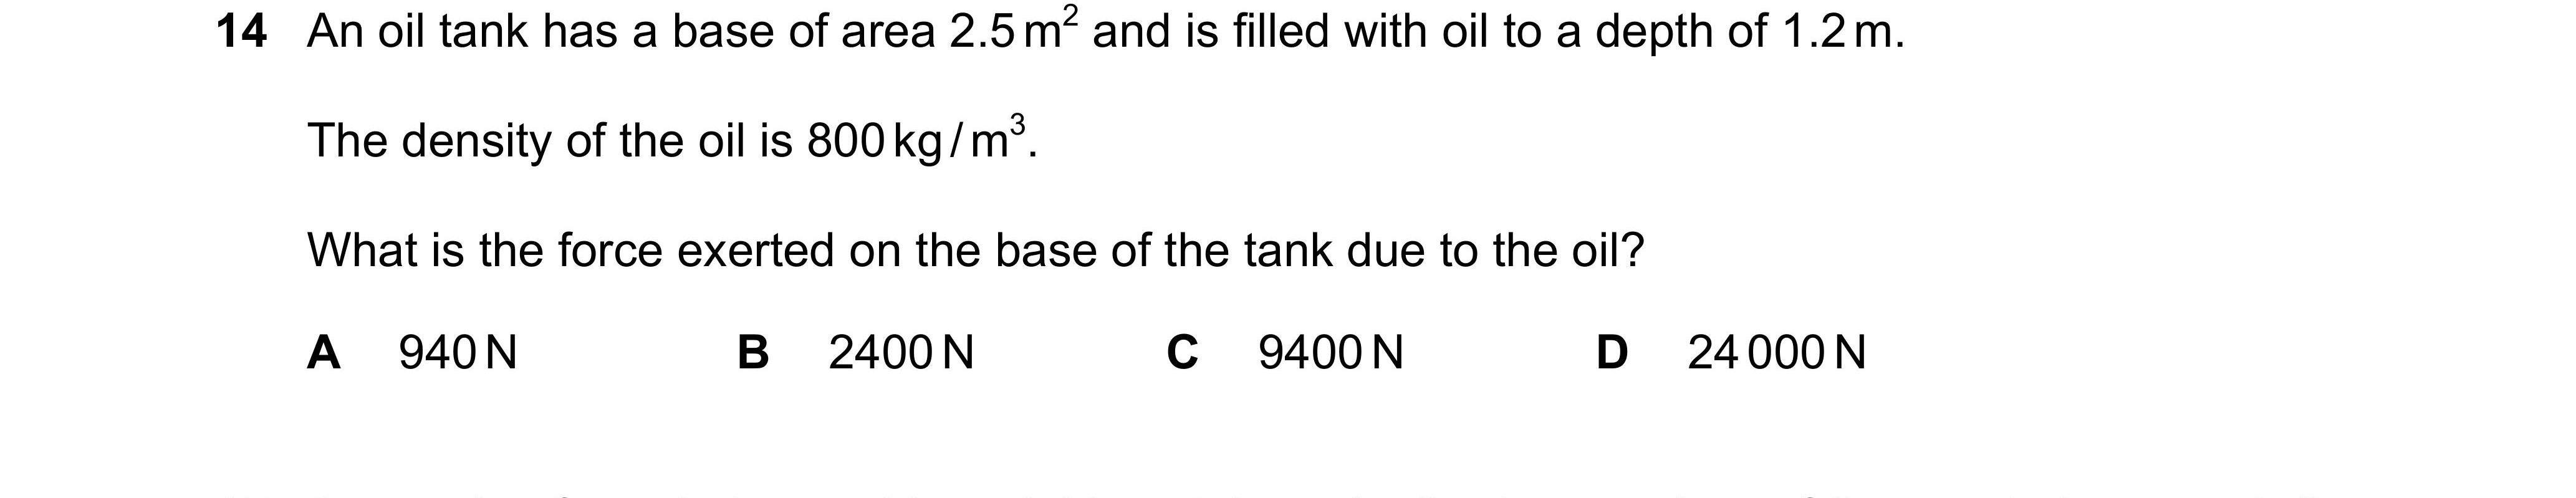 14 An oil tank has a base of area 2.5 m² and is filled with oil to a depth of 1.2 m.
The density of the oil is 800 kg / m³.
What is the force exerted on the base of the tank due to the oil?
A 940 N B 2400 N C 9400 N D 24 000 N